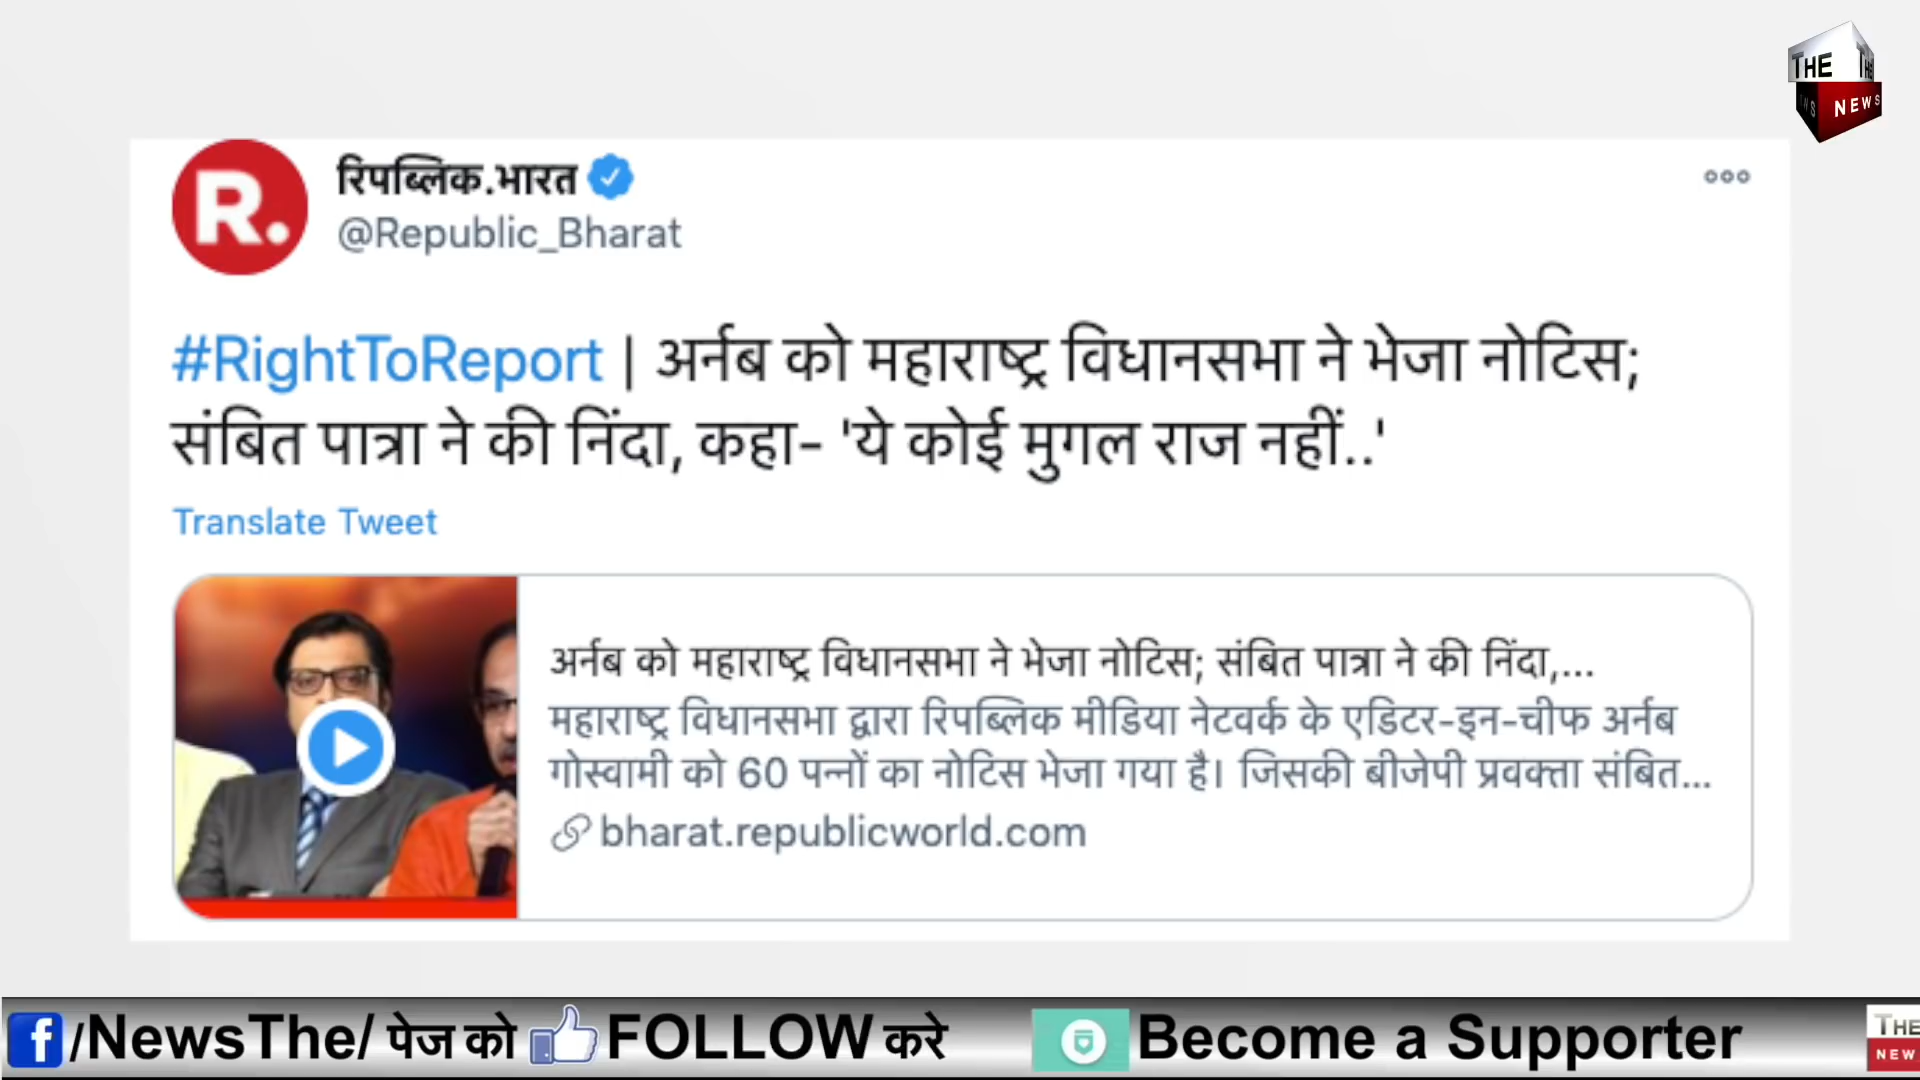 THE
NEWS
रिपब्लिक.भारत
@Republic_Bharat
#RightToReport | अर्नब को महाराष्ट्र विधानसभा ने भेजा नोटिस;
संबित पात्रा ने की निंदा, कहा- 'ये कोई मुगल राज नहीं..'
Translate Tweet
अर्नब को महाराष्ट्र विधानसभा ने भेजा नोटिस; संबित पात्रा ने की निंदा,...
महाराष्ट्र विधानसभा द्वारा रिपब्लिक मीडिया नेटवर्क के एडिटर-इन-चीफ अर्नब
गोस्वामी को 60 पन्नों का नोटिस भेजा गया है। जिसकी बीजेपी प्रवक्ता संबित...
bharat.republicworld.com
/NewsThe/ पेज को FOLLOW करे Become a Supporter THE
NEW